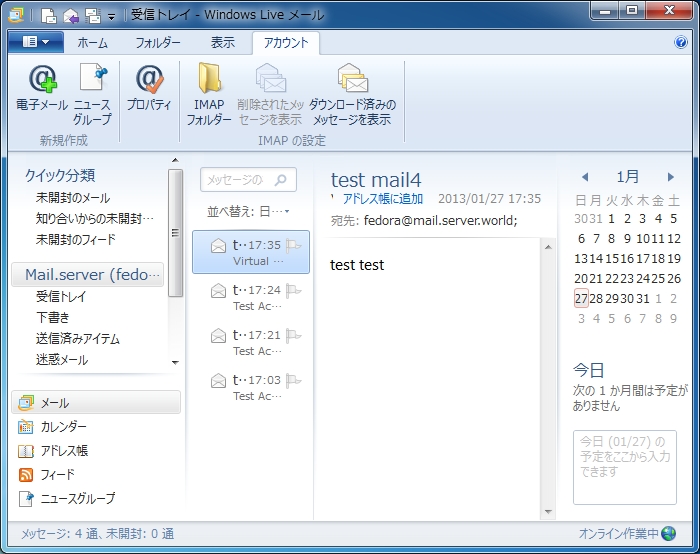 受信トレイ - Windows Live メール
ホーム フォルダー 表示 アカウント
電子メール ニュース
グループ
プロパティ
IMAP
フォルダー
削除されたメッ
セージを表示
ダウンロード済みの
メッセージを表示
新規作成
IMAP の設定
クイック分類
未開封のメール
知り合いからの未開封…
未開封のフィード
Mail.server (fedo…
受信トレイ
下書き
送信済みアイテム
迷惑メール
メール
カレンダー
アドレス帳
フィード
ニュースグループ
メッセージの
並べ替え: 日…
t…17:35
Virtual …
t…17:24
Test Ac…
t…17:21
Test Ac…
t…17:03
Test Ac…
test mail4
' アドレス帳に追加 2013/01/27 17:35
宛先: fedora@mail.server.world;
test test
1月
日 月 火 水 木 金 土
30 31 1 2 3 4 5
6 7 8 9 10 11 12
13 14 15 16 17 18 19
20 21 22 23 24 25 26
27 28 29 30 31 1 2
3 4 5 6 7 8 9
今日
次の 1 か月間は予定が
ありません
今日 (01/27) の
予定をここから入力
できます
メッセージ: 4 通、未開封: 0 通
オンライン作業中